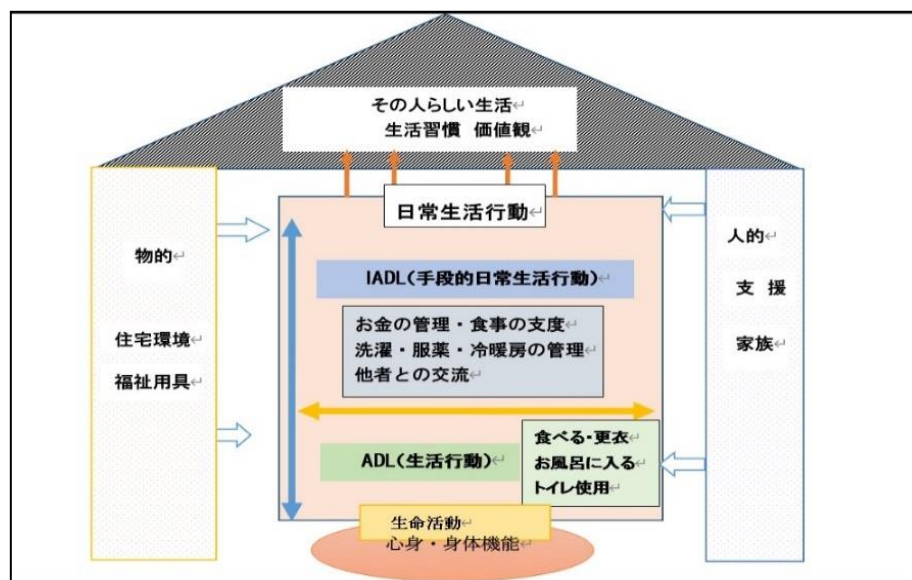 その人らしい生活↵
生活習慣 価値観↵
日常生活行動↵
物的↵
住宅環境↵
福祉用具↵
IADL(手段的日常生活行動)↵
お金の管理・食事の支度↵
洗濯・服薬・冷暖房の管理↵
他者との交流↵
ADL(生活行動)↵
食べる・更衣↵
お風呂に入る↵
トイレ使用↵
生命活動↵
心身・身体機能↵
人的↵
支 援
家族↵